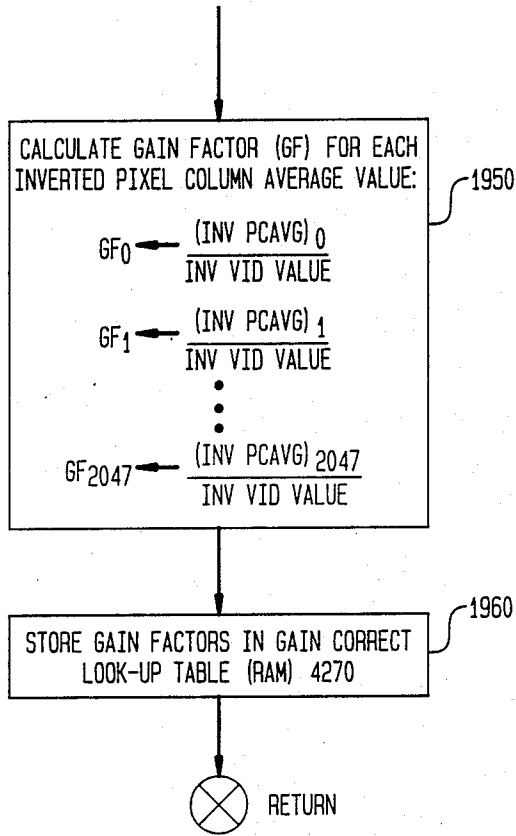 CALCULATE GAIN FACTOR (GF) FOR EACH
INVERTED PIXEL COLUMN AVERAGE VALUE:
1950
GF0 (INV PCAVG)0
INV VID VALUE
GF1 (INV PCAVG)1
INV VID VALUE
GF2047 (INV PCAVG)2047
INV VID VALUE
1960
STORE GAIN FACTORS IN GAIN CORRECT
LOOK-UP TABLE (RAM) 4270
RETURN